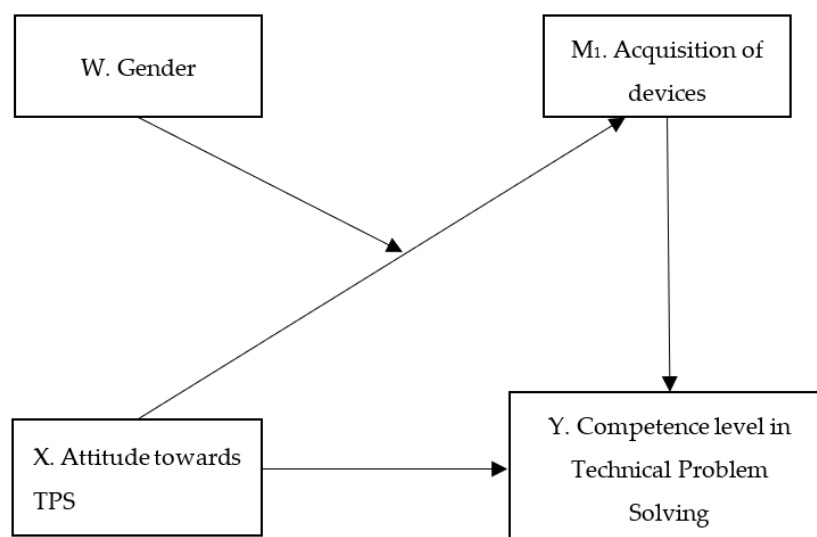 W. Gender
M₁. Acquisition of
devices
X. Attitude towards
TPS
Y. Competence level in
Technical Problem
Solving